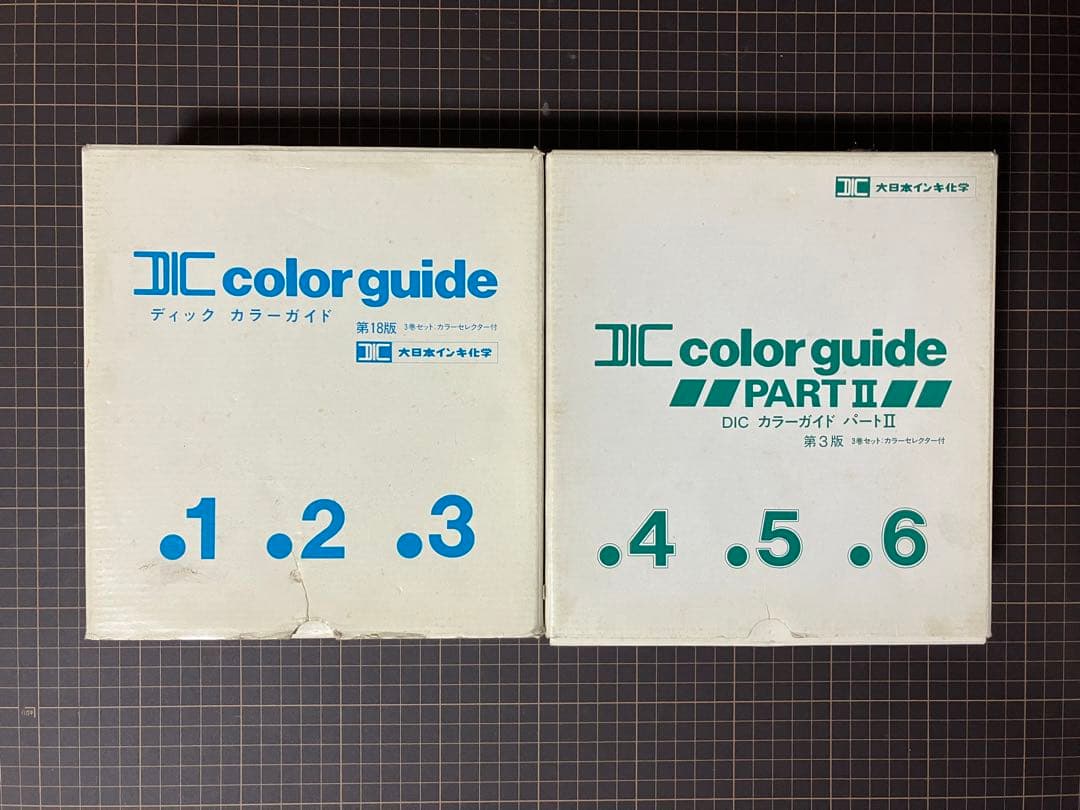 DIC color guide
ディック カラーガイド
第18版 3巻セット:カラーセレクター付
DIC 大日本インキ化学
.1 .2 .3
DIC 大日本インキ化学
DIC color guide
PART II
DIC カラーガイド パートII
第3版 3巻セット:カラーセレクター付
.4 .5 .6